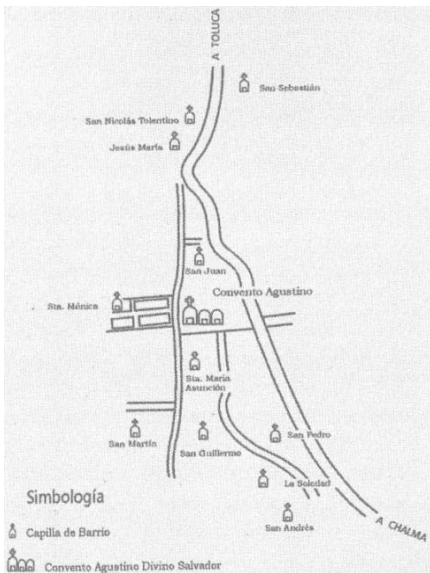 A TOLUCA
San Sebastián
San Nicolás Tolentino
Jesús María
San Juan
Convento Agustino
Sta. Mónica
Sta. María
Asunción
San Martín
San Guillermo
San Pedro
La Soledad
San Andrés
A CHALMA
Simbología
Capilla de Barrio
Convento Agustino Divino Salvador